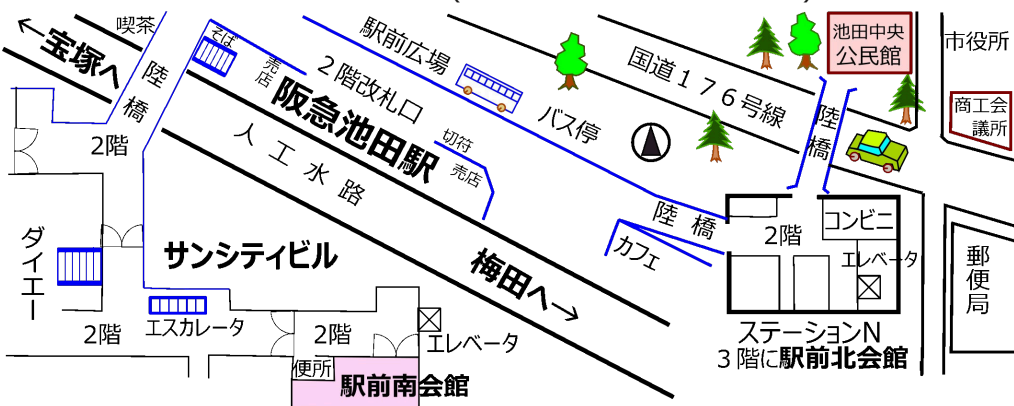 喫茶
←宝塚へ
陸橋
2階
そば
売店
駅前広場
2階改札口
阪急池田駅
切符
売店
人工水路
バス停
国道176号線
池田中央
公民館
市役所
商工会
議所
陸橋
陸橋
カフェ
2階
コンビニ
エレベータ
郵便局
ステーションN
3階に駅前北会館
ダイエー
サンシティビル
梅田へ→
2階
エスカレータ
2階
エレベータ
便所
駅前南会館